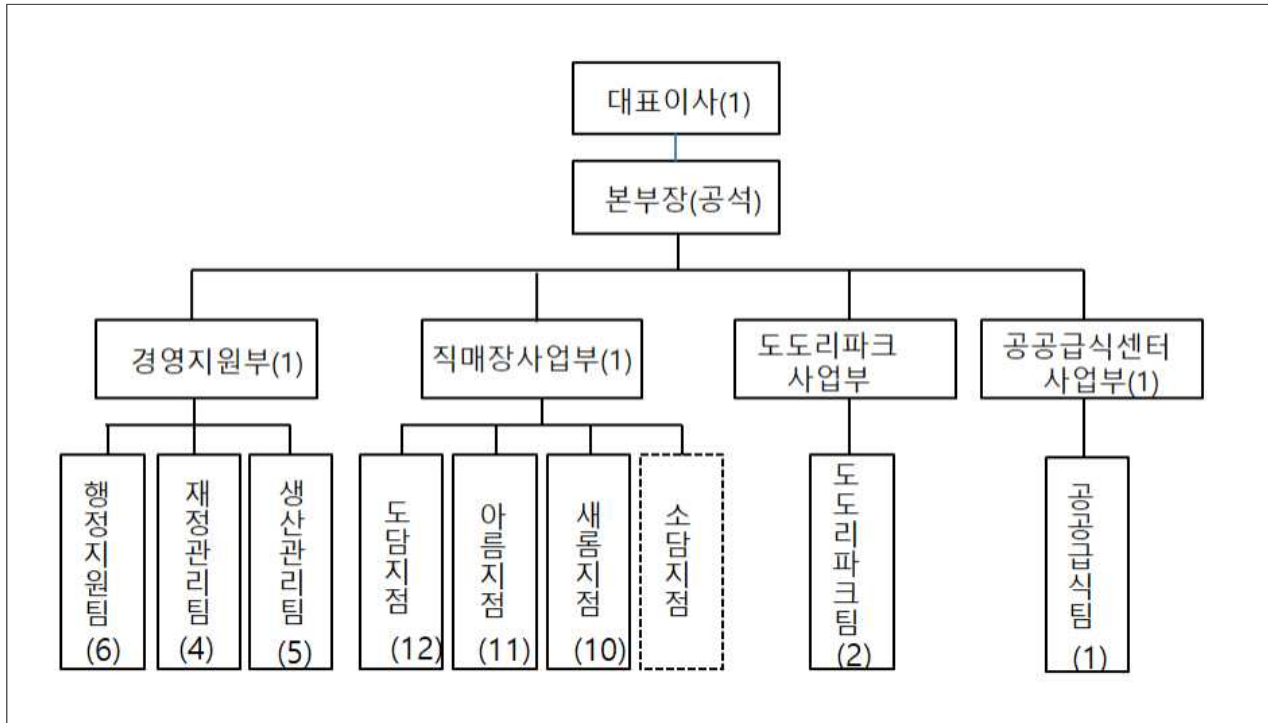 대표이사(1)
본부장(공석)
경영지원부(1)
직매장사업부(1)
도도리파크
사업부
공공급식센터
사업부(1)
행정지원팀
(6)
재정관리팀
(4)
생산관리팀
(5)
도담지점
(12)
아름지점
(11)
새롬지점
(10)
소담지점
도도리파크팀
(2)
공공급식팀
(1)